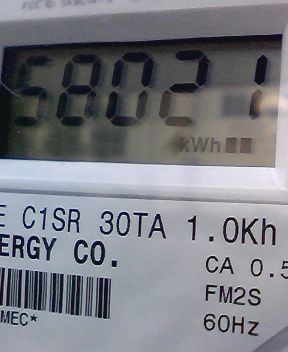 58021
kWh
E C1SR 30TA 1.0Kh
ERGY CO.
CA 0.5
FM2S
MEC*
60Hz